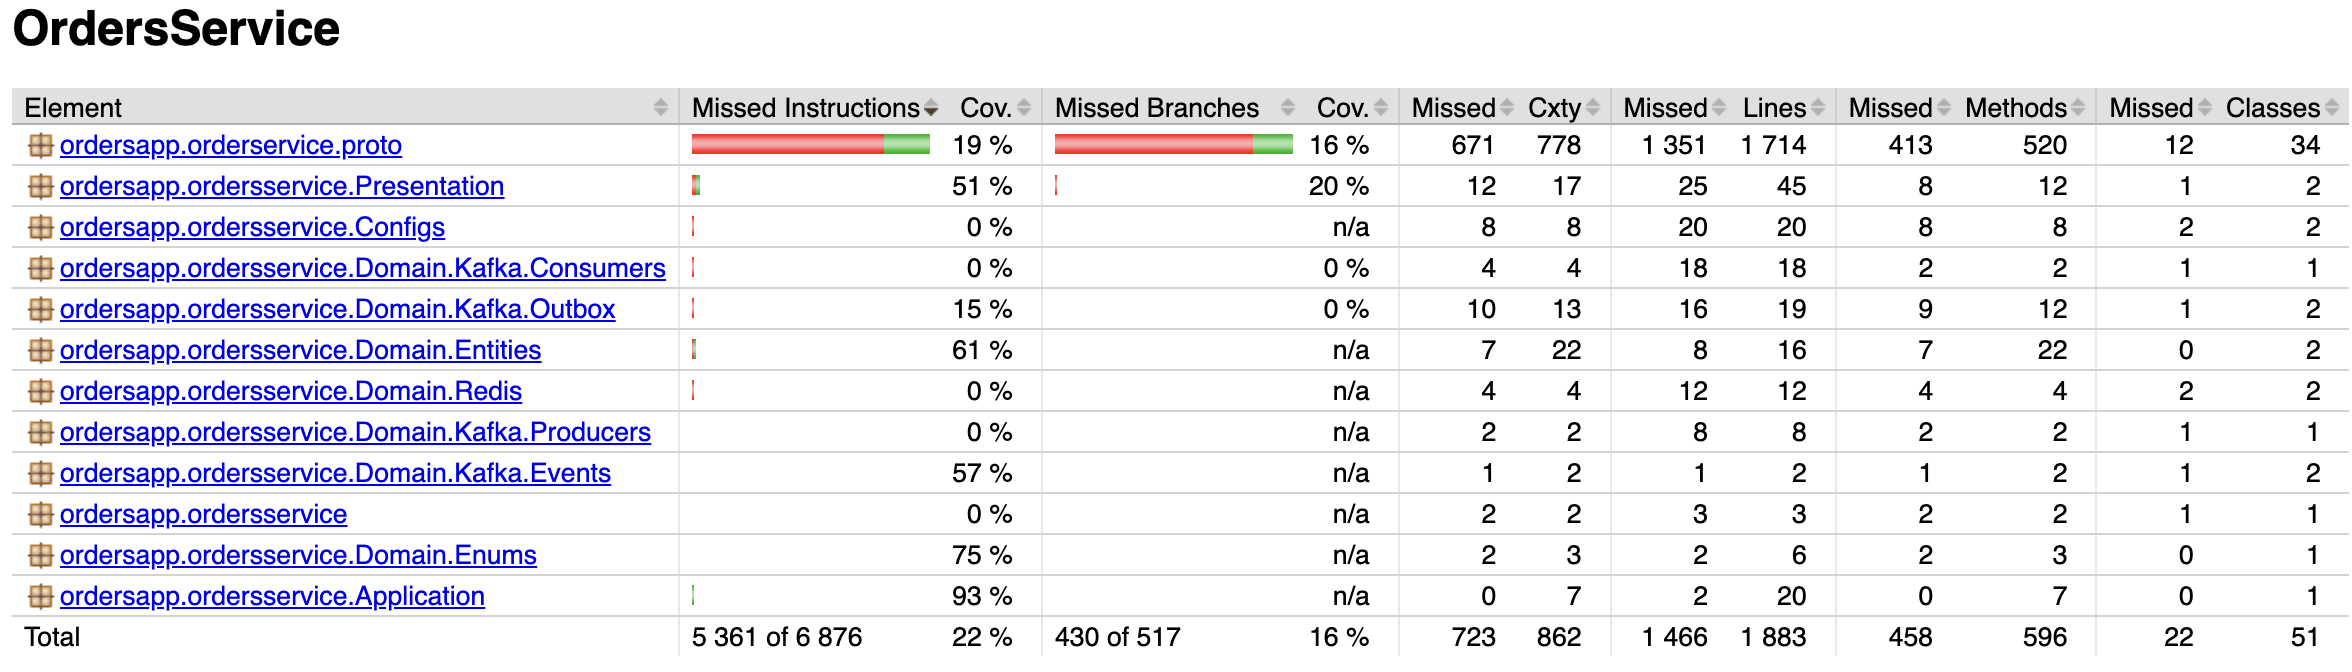 OrdersService
Element Missed Instructions Cov. Missed Branches Cov. Missed Cxty Missed Lines Missed Methods Missed Classes
ordersapp.orderservice.proto 19 % 16 % 671 778 1 351 1 714 413 520 12 34
ordersapp.ordersservice.Presentation 51 % 20 % 12 17 25 45 8 12 1 2
ordersapp.ordersservice.Configs 0 % n/a 8 8 20 20 8 8 2 2
ordersapp.ordersservice.Domain.Kafka.Consumers 0 % 0 % 4 4 18 18 2 2 1 1
ordersapp.ordersservice.Domain.Kafka.Outbox 15 % 0 % 10 13 16 19 9 12 1 2
ordersapp.ordersservice.Domain.Entities 61 % n/a 7 22 8 16 7 22 0 2
ordersapp.ordersservice.Domain.Redis 0 % n/a 4 4 12 12 4 4 2 2
ordersapp.ordersservice.Domain.Kafka.Producers 0 % n/a 2 2 8 8 2 2 1 1
ordersapp.ordersservice.Domain.Kafka.Events 57 % n/a 1 2 1 2 1 2 1 2
ordersapp.ordersservice 0 % n/a 2 2 3 3 2 2 1 1
ordersapp.ordersservice.Domain.Enums 75 % n/a 2 3 2 6 2 3 0 1
ordersapp.ordersservice.Application 93 % n/a 0 7 2 20 0 7 0 1
Total 5 361 of 6 876 22 % 430 of 517 16 % 723 862 1 466 1 883 458 596 22 51